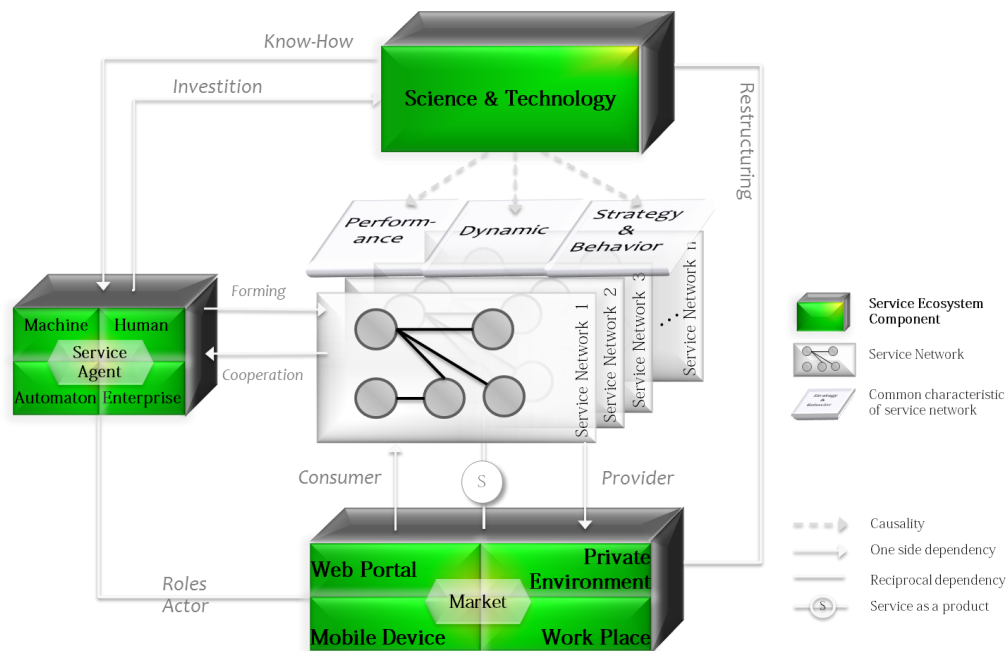 Know-How
Investition
Science & Technology
Restructuring
Perform-
ance
Dynamic
Strategy
&
Behavior
Machine
Human
Service
Agent
Automaton
Enterprise
Forming
Cooperation
Service Network 1
Service Network 2
Service Network 3
...
Service Network n
Consumer
S
Provider
Roles
Actor
Web Portal
Private
Environment
Market
Mobile Device
Work Place
Service Ecosystem
Component
Service Network
Strategy
&
Behavior
Common characteristic
of service network
Causality
One side dependency
Reciprocal dependency
S
Service as a product